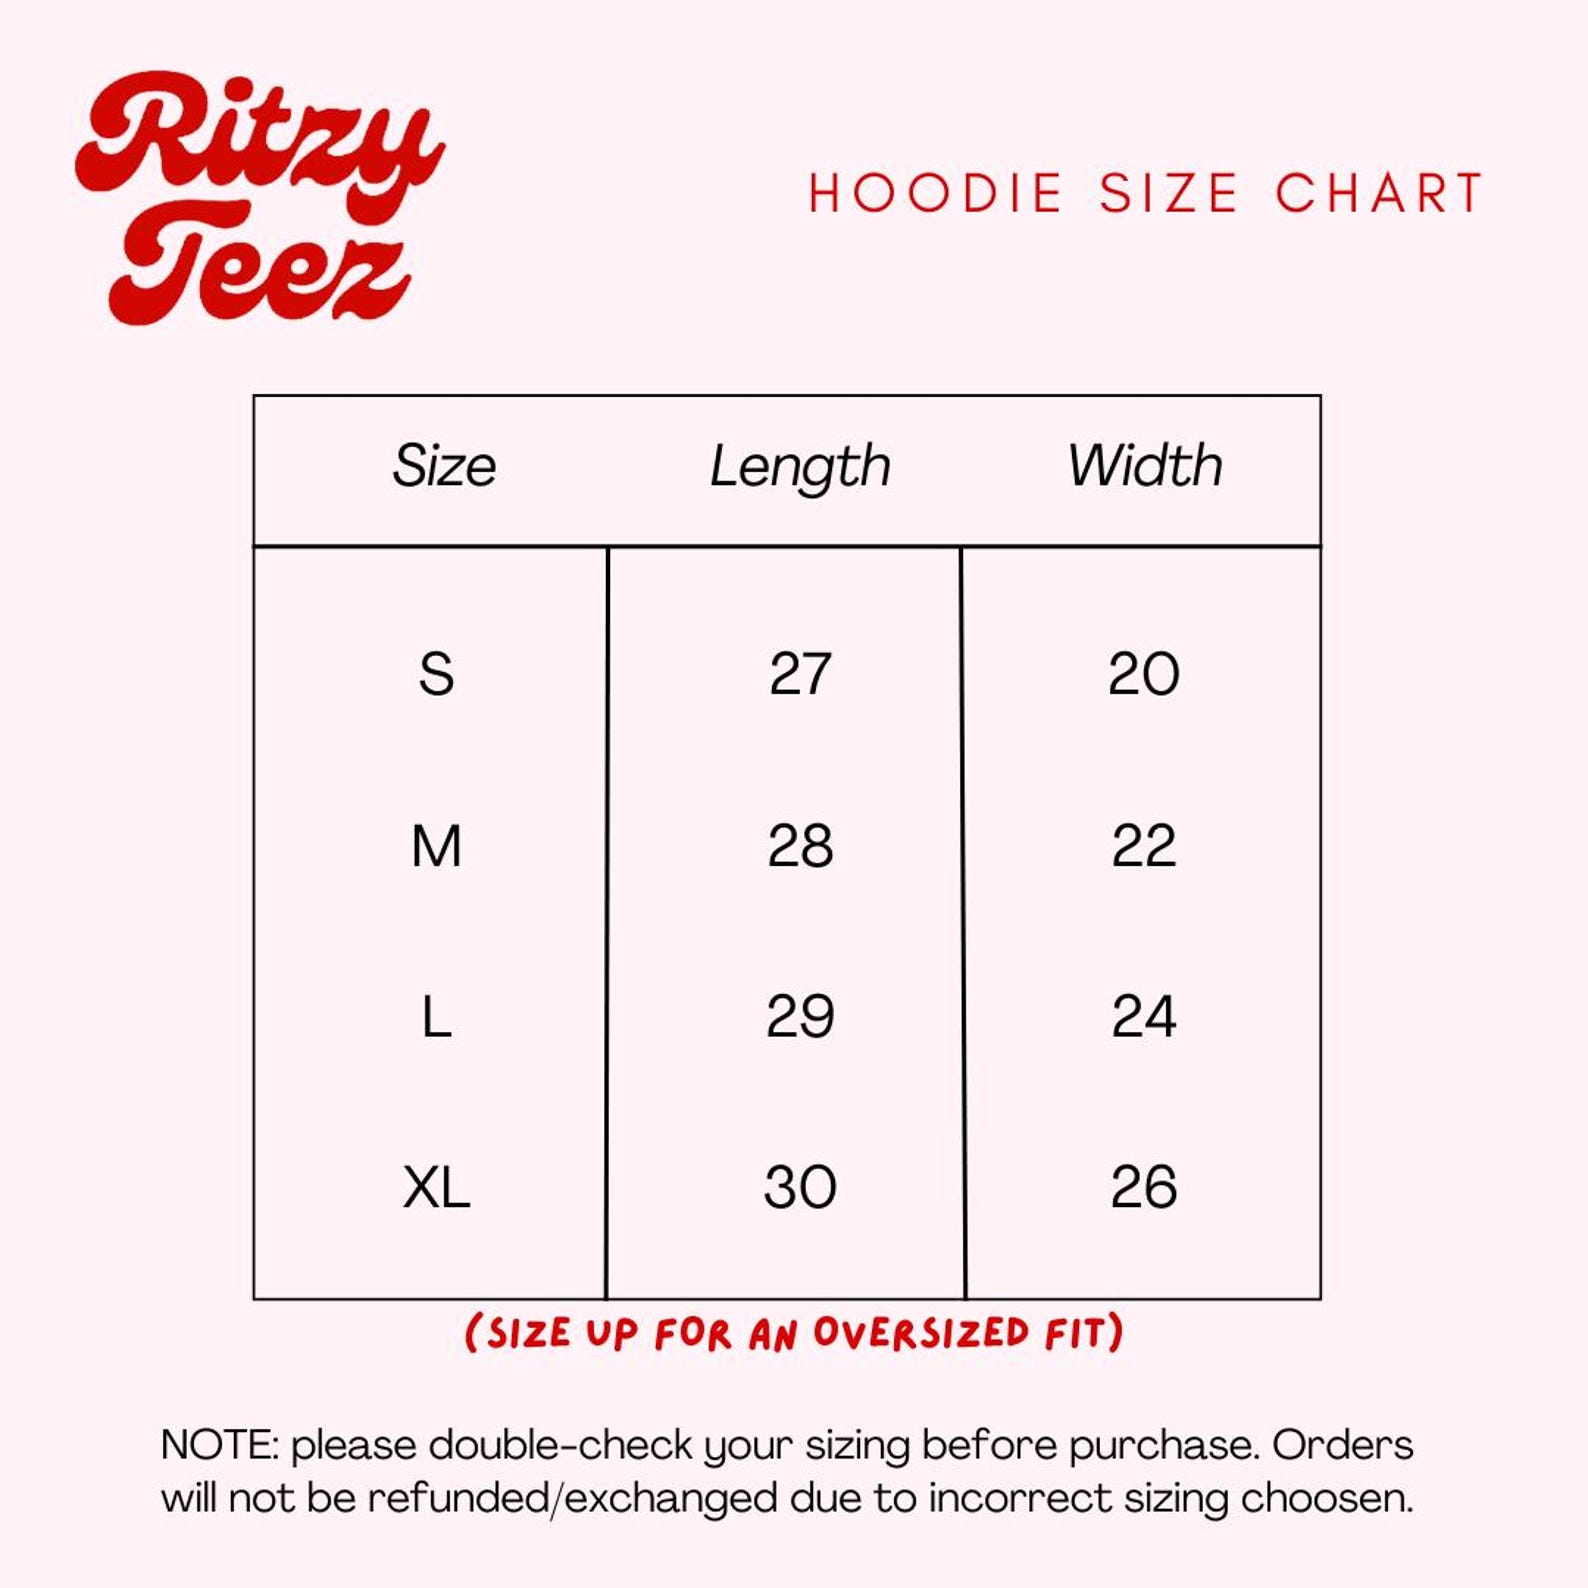 Ritzy
Teez
HOODIE SIZE CHART
Size Length Width
S 27 20
M 28 22
L 29 24
XL 30 26
(SIZE UP FOR AN OVERSIZED FIT)
NOTE: please double-check your sizing before purchase. Orders
will not be refunded/exchanged due to incorrect sizing choosen.